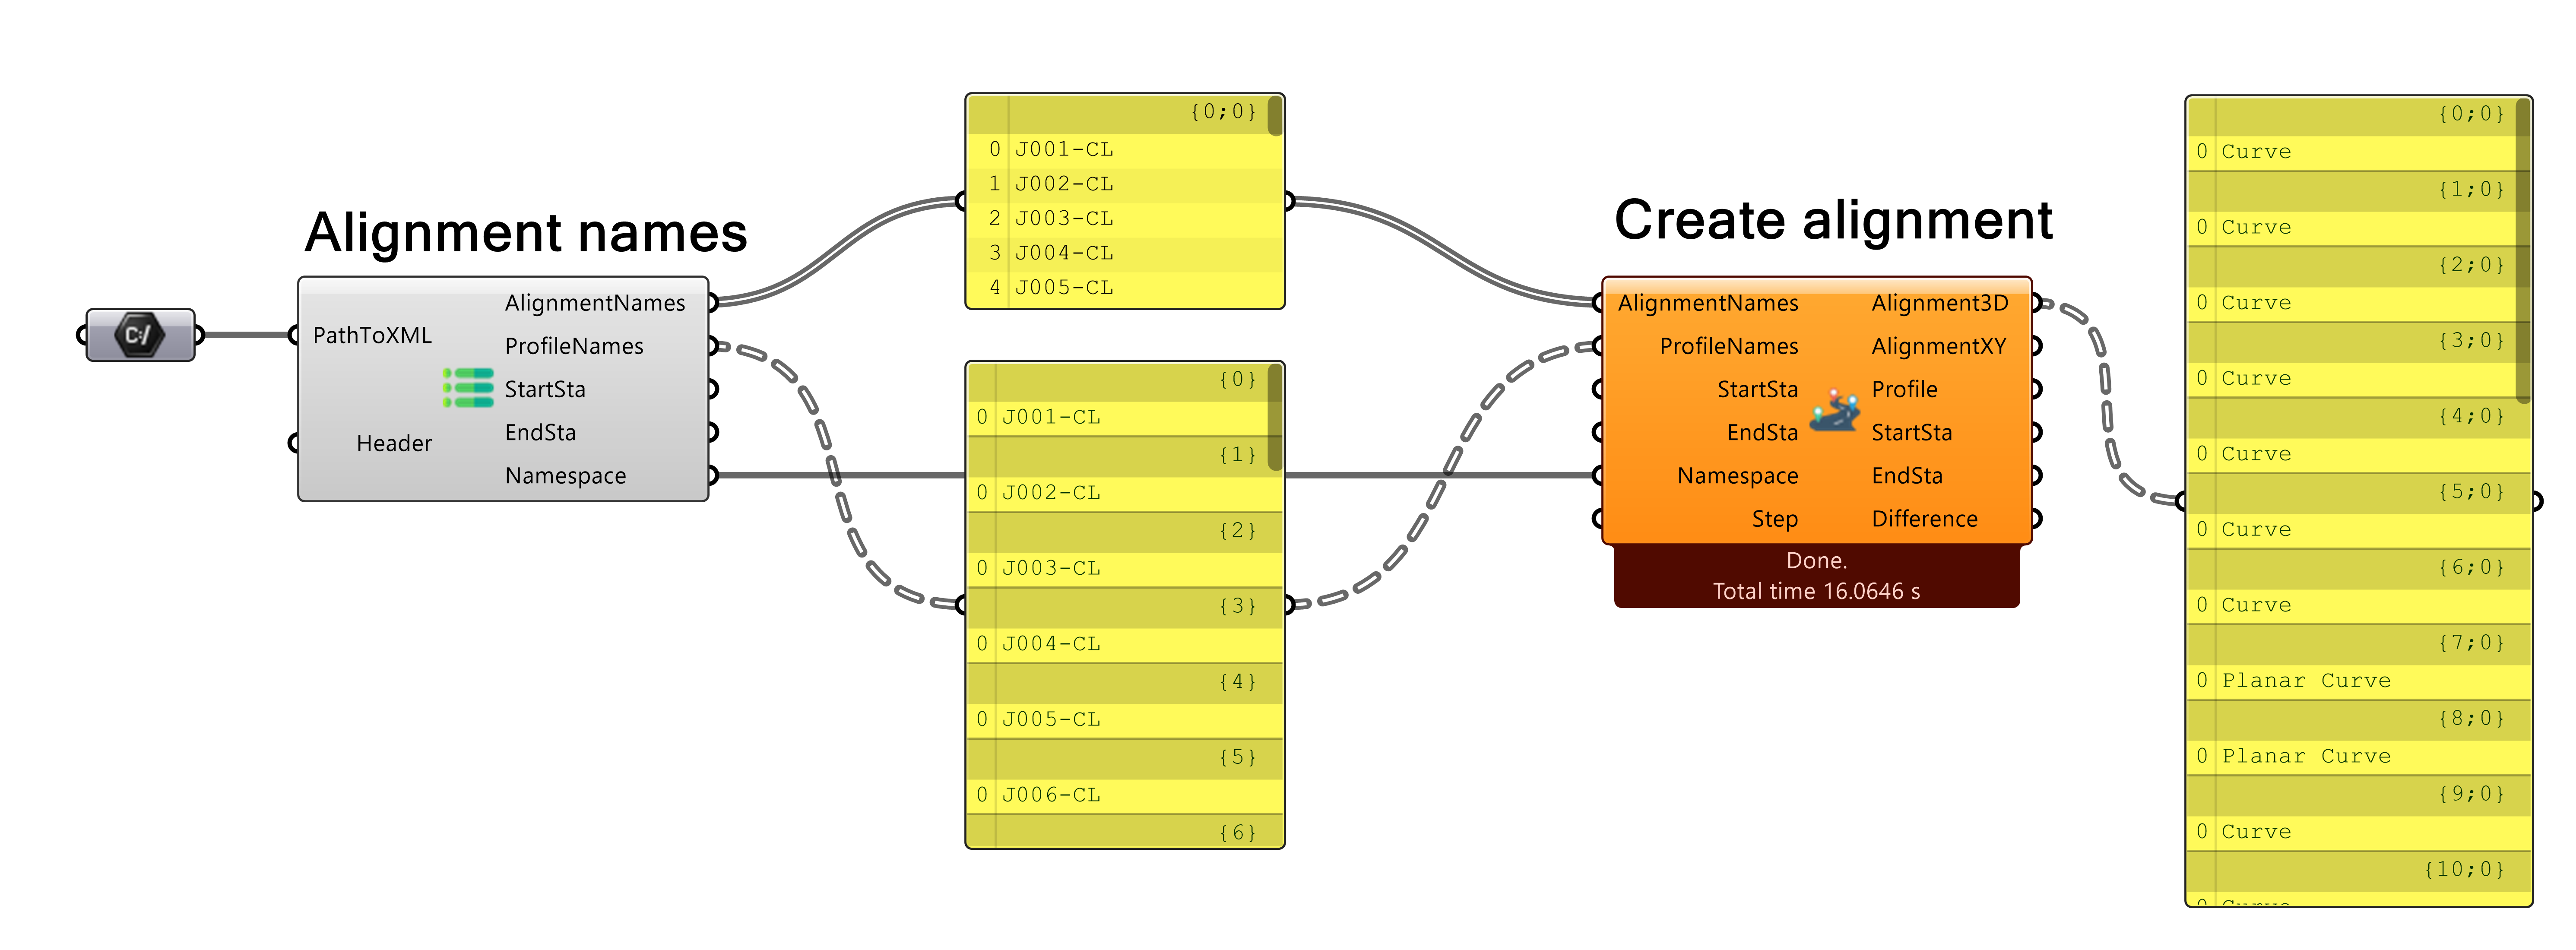 Alignment names
C:/
PathToXML
Header
AlignmentNames
ProfileNames
StartSta
EndSta
Namespace
{0;0}
0 J001-CL
1 J002-CL
2 J003-CL
3 J004-CL
4 J005-CL
{0}
0 J001-CL
{1}
0 J002-CL
{2}
0 J003-CL
{3}
0 J004-CL
{4}
0 J005-CL
{5}
0 J006-CL
{6}
Create alignment
AlignmentNames
ProfileNames
StartSta
EndSta
Namespace
Step
Alignment3D
AlignmentXY
Profile
StartSta
EndSta
Difference
Done.
Total time 16.0646 s
{0;0}
0 Curve
{1;0}
0 Curve
{2;0}
0 Curve
{3;0}
0 Curve
{4;0}
0 Curve
{5;0}
0 Curve
{6;0}
0 Curve
{7;0}
0 Planar Curve
{8;0}
0 Planar Curve
{9;0}
0 Curve
{10;0}